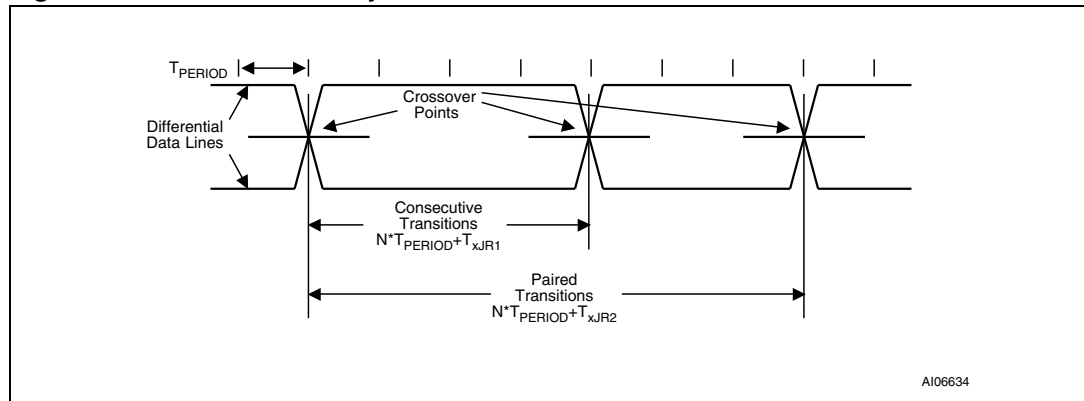 T_PERIOD
Crossover
Points
Differential
Data Lines
Consecutive
Transitions
N*T_PERIOD+T_xJR1
Paired
Transitions
N*T_PERIOD+T_xJR2
AI06634